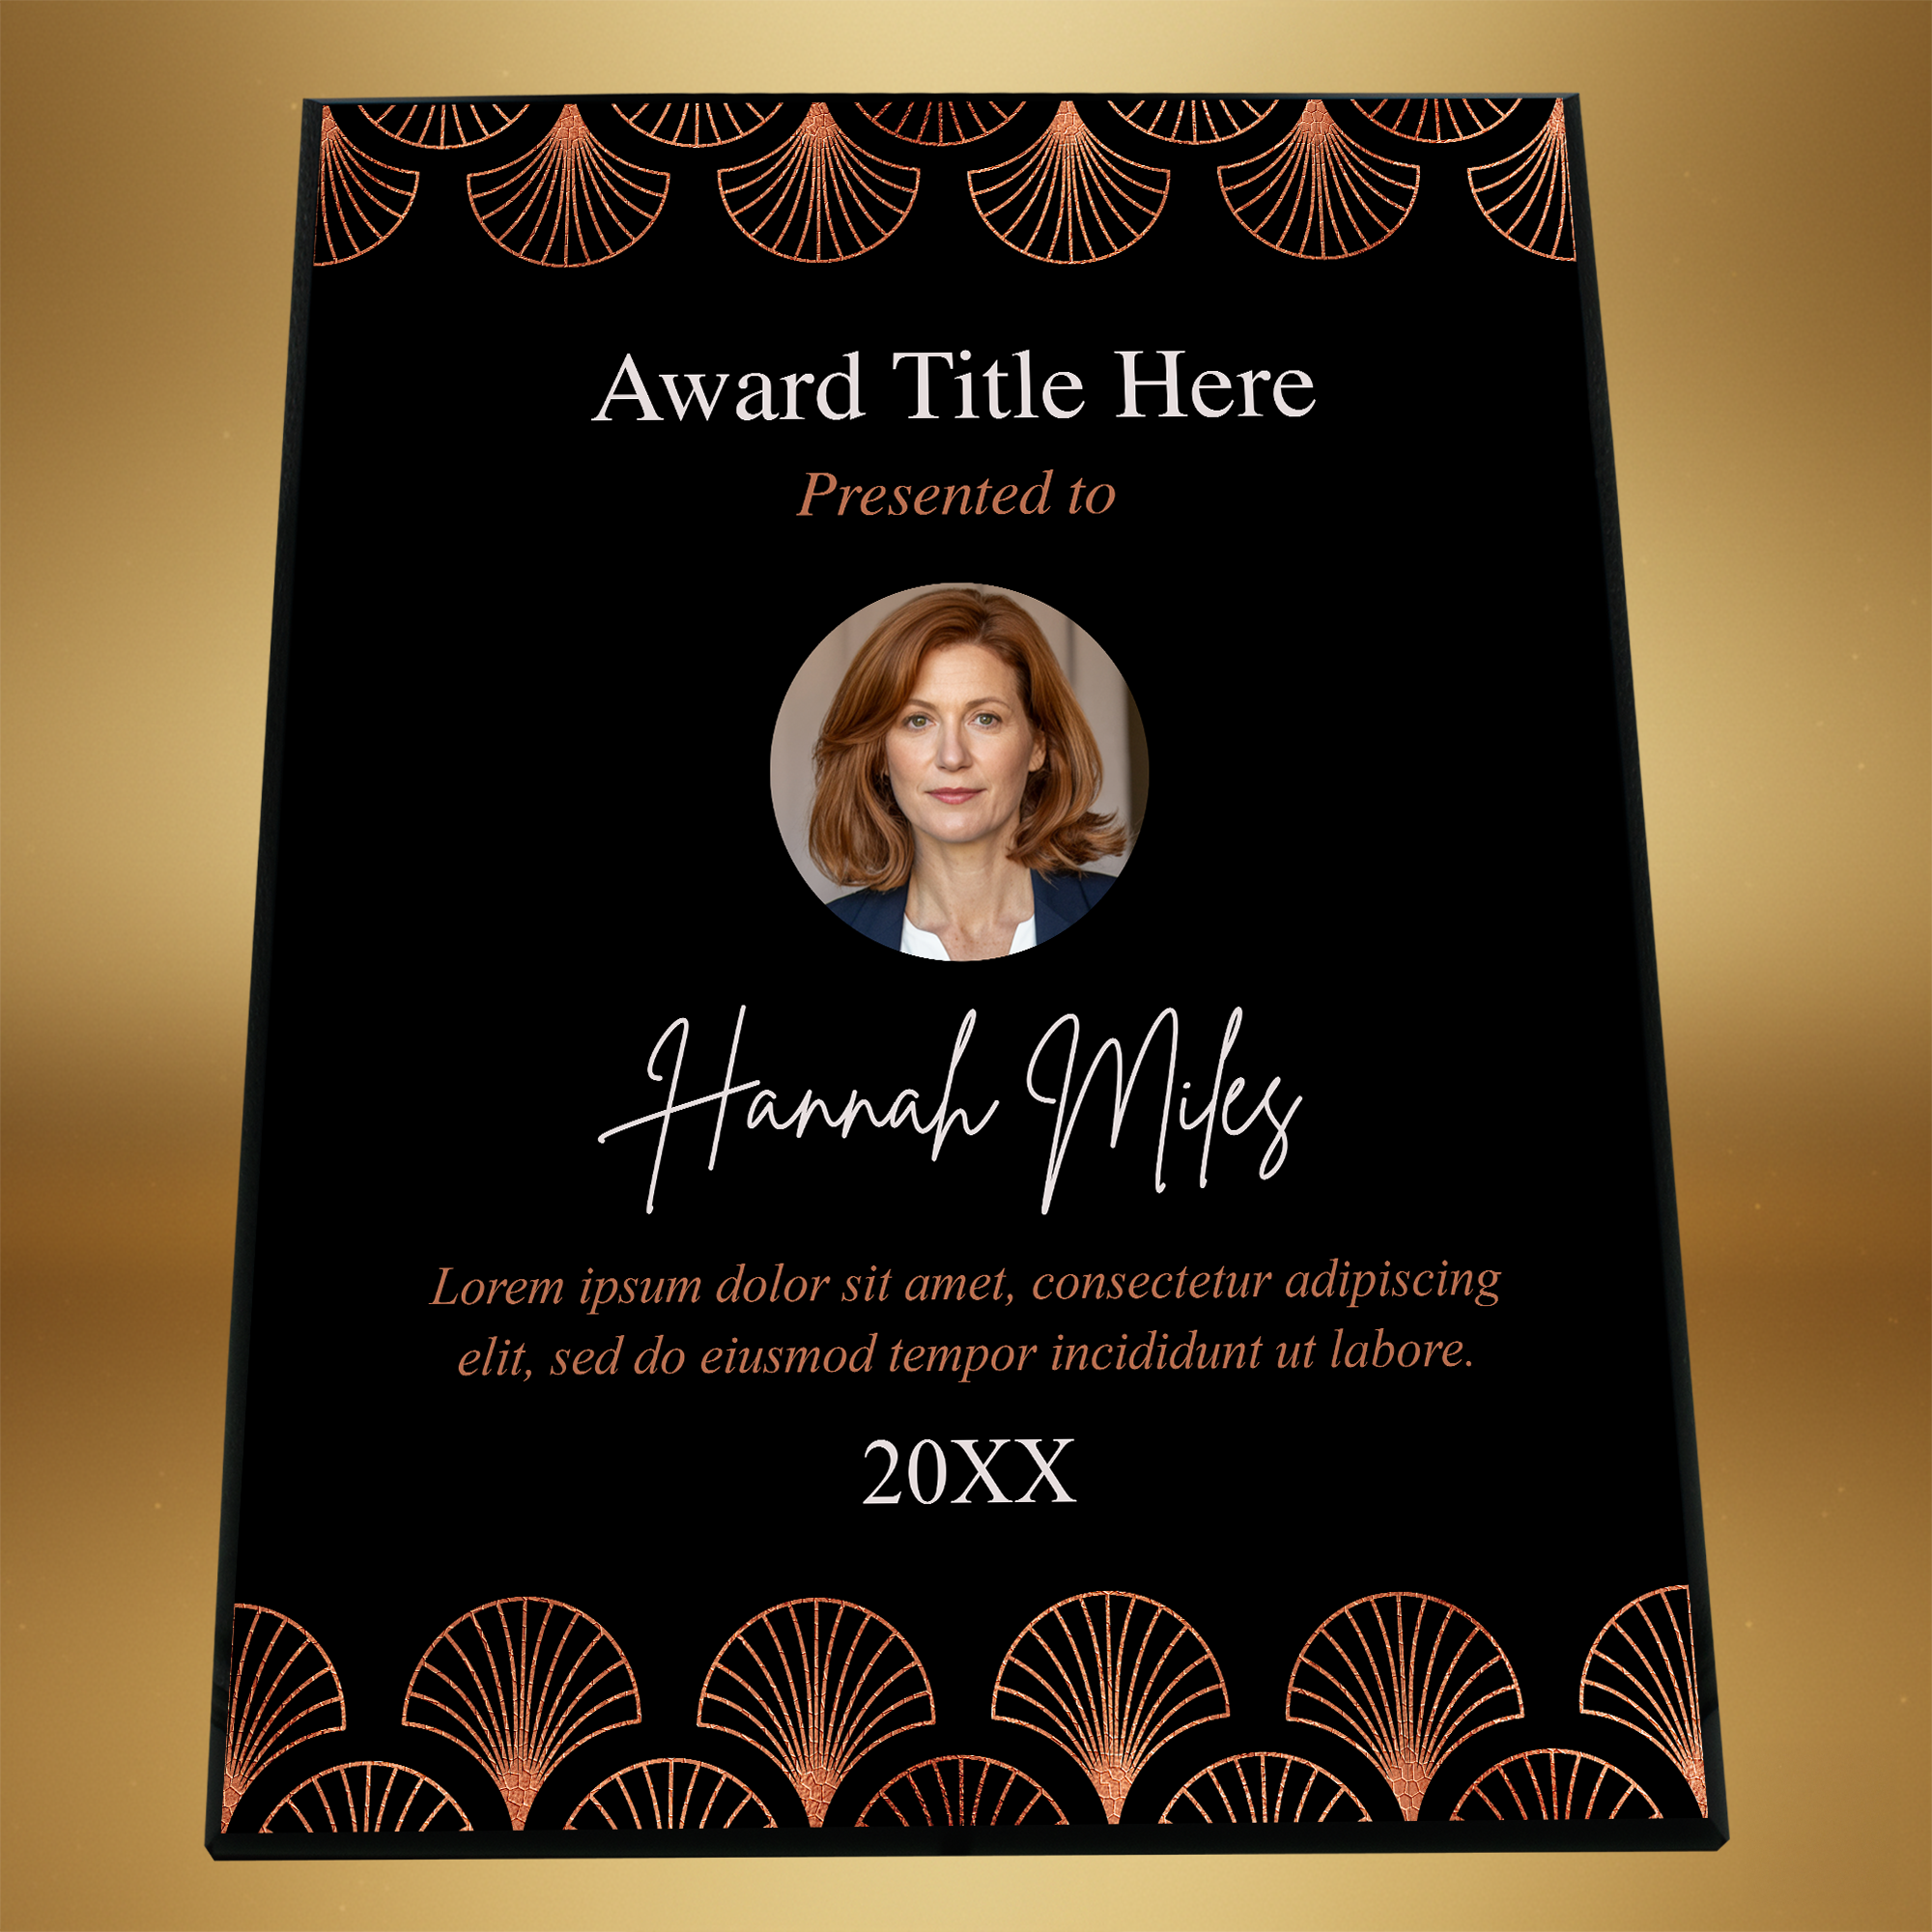 Award Title Here
Presented to
Hannah Miles
Lorem ipsum dolor sit amet, consectetur adipiscing
elit, sed do eiusmod tempor incididunt ut labore.
20XX